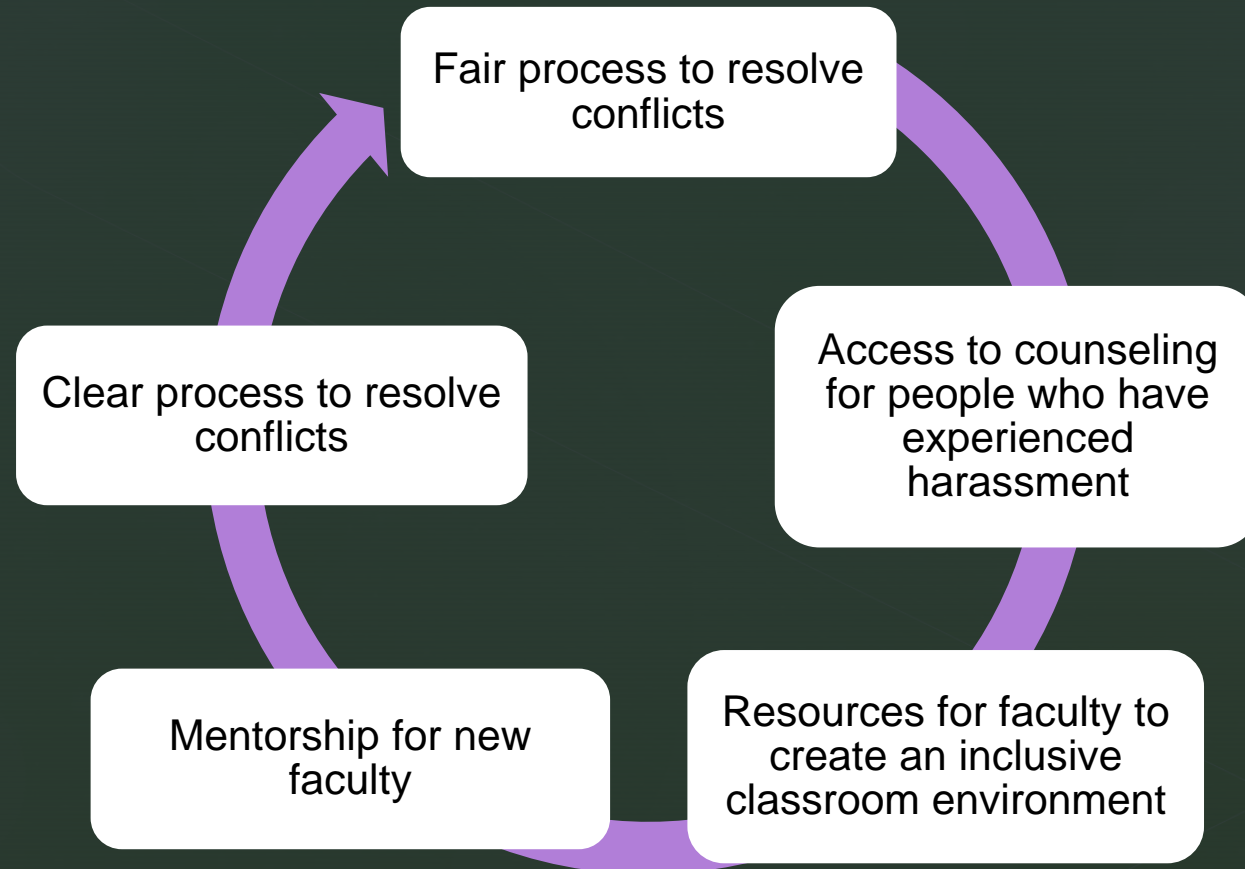 Fair process to resolve
conflicts
Access to counseling
for people who have
experienced
harassment
Resources for faculty to
create an inclusive
classroom environment
Mentorship for new
faculty
Clear process to resolve
conflicts